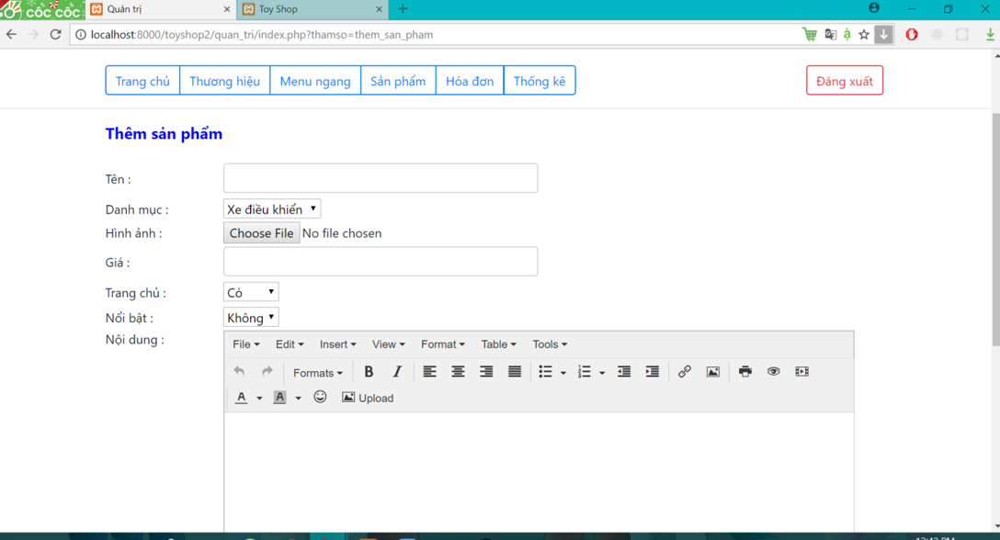 cốc cốc Quản trị Toy Shop
localhost:8000/toyshop2/quan_tri/index.php?thamso=them_san_pham
Trang chủ Thương hiệu Menu ngang Sản phẩm Hóa đơn Thống kê Đăng xuất
Thêm sản phẩm
Tên :
Danh mục : Xe điều khiển
Hình ảnh : Choose File No file chosen
Giá :
Trang chủ : Có
Nổi bật : Không
Nội dung :
File Edit Insert View Format Table Tools
Formats B I
A A Upload